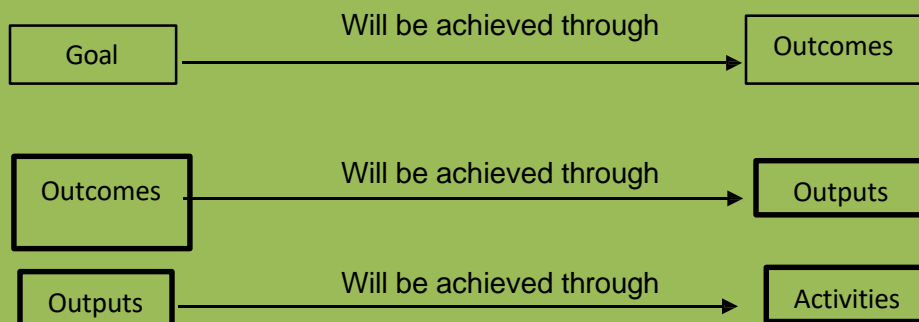 Goal
Will be achieved through
Outcomes
Outcomes
Will be achieved through
Outputs
Outputs
Will be achieved through
Activities